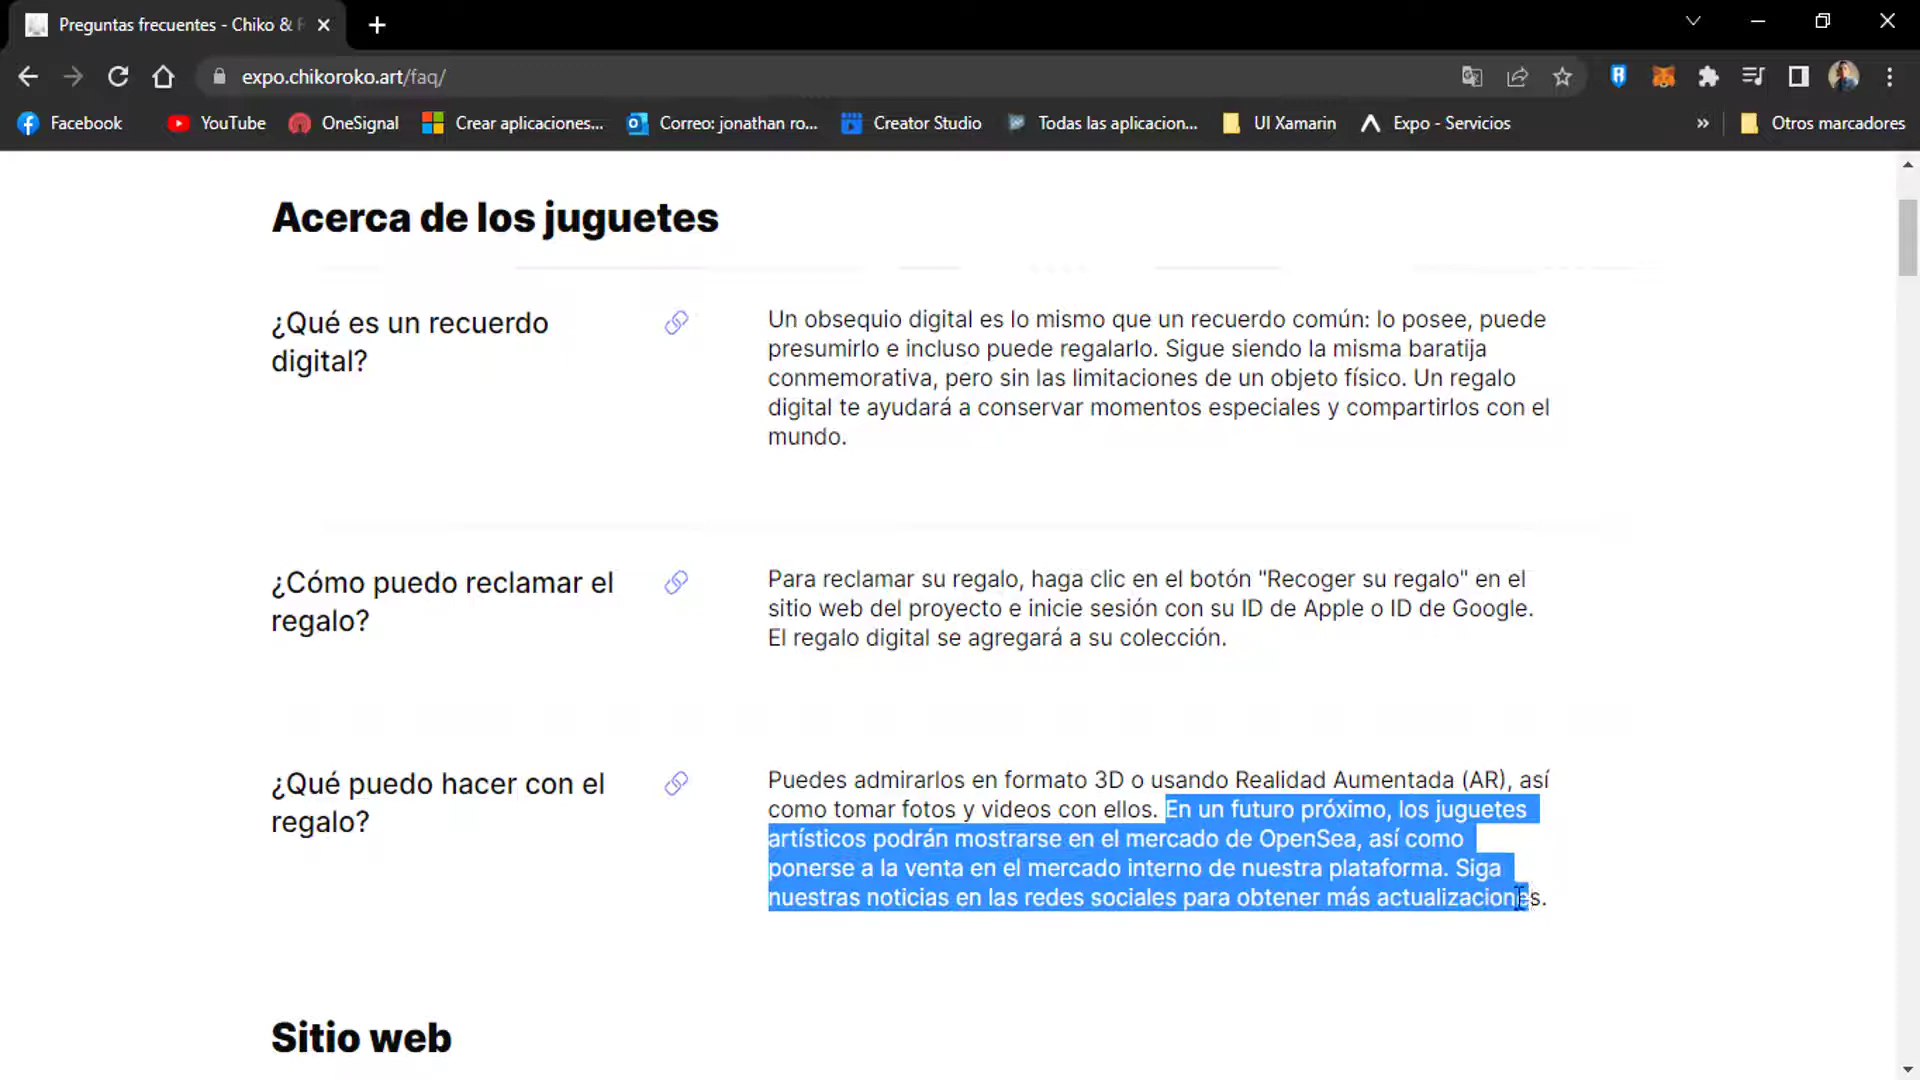 Preguntas frecuentes - Chiko &
expo.chikoroko.art/faq/
Facebook
YouTube
OneSignal
Crear aplicaciones...
Correo: jonathan ro...
Creator Studio
Todas las aplicacion...
UI Xamarin
Expo - Servicios
»
Otros marcadores
Acerca de los juguetes
¿Qué es un recuerdo
digital?
Un obsequio digital es lo mismo que un recuerdo común: lo posee, puede
presumirlo e incluso puede regalarlo. Sigue siendo la misma baratija
conmemorativa, pero sin las limitaciones de un objeto físico. Un regalo
digital te ayudará a conservar momentos especiales y compartirlos con el
mundo.
¿Cómo puedo reclamar el
regalo?
Para reclamar su regalo, haga clic en el botón "Recoger su regalo" en el
sitio web del proyecto e inicie sesión con su ID de Apple o ID de Google.
El regalo digital se agregará a su colección.
¿Qué puedo hacer con el
regalo?
Puedes admirarlos en formato 3D o usando Realidad Aumentada (AR), así
como tomar fotos y videos con ellos. En un futuro próximo, los juguetes
artísticos podrán mostrarse en el mercado de OpenSea, así como
ponerse a la venta en el mercado interno de nuestra plataforma. Siga
nuestras noticias en las redes sociales para obtener más actualizaciones.
Sitio web